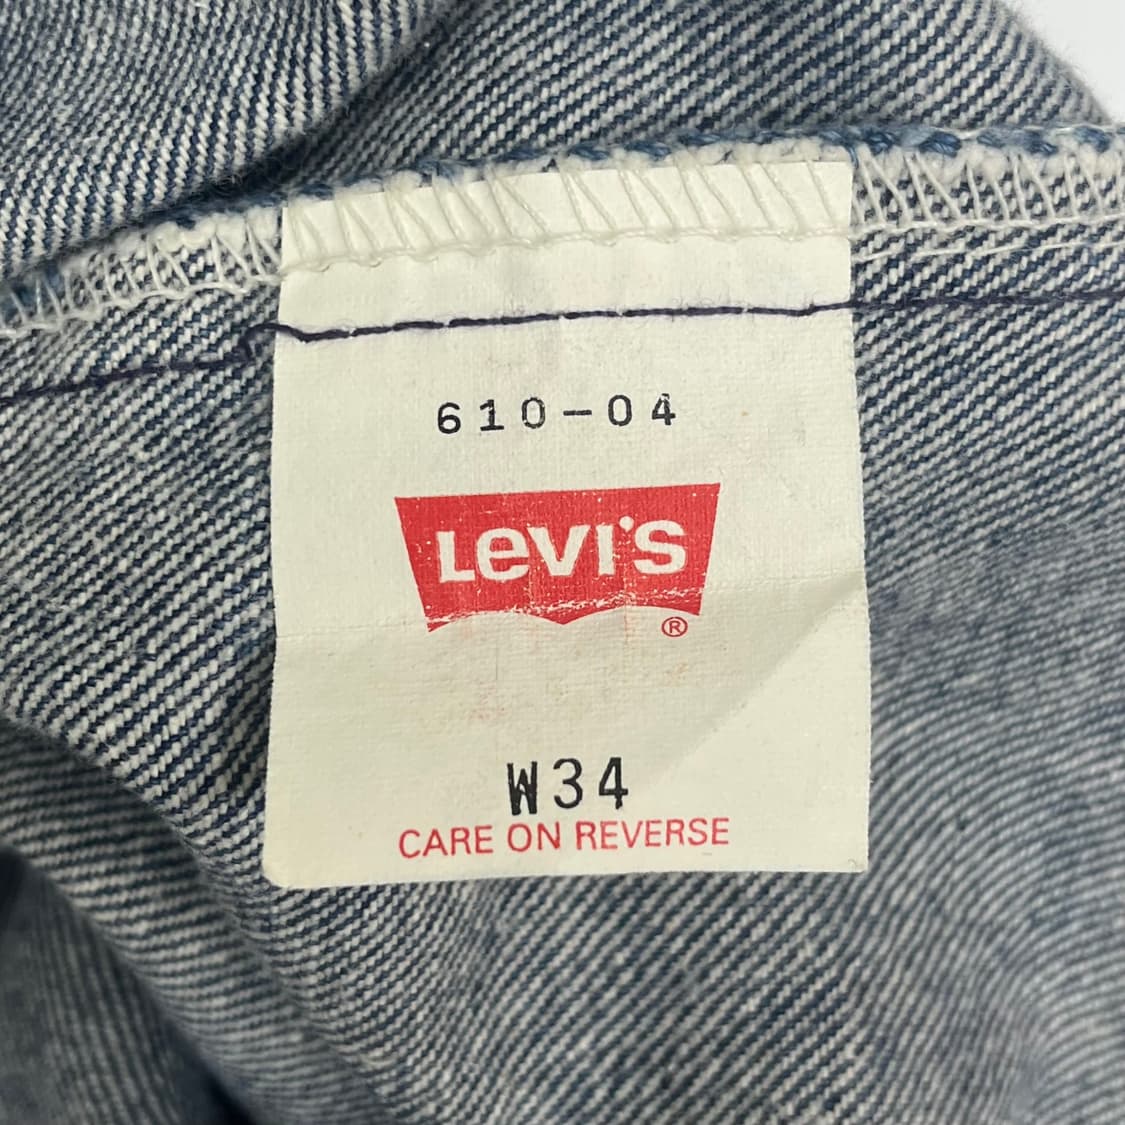 610-04
LEVI'S
®
W34
CARE ON REVERSE